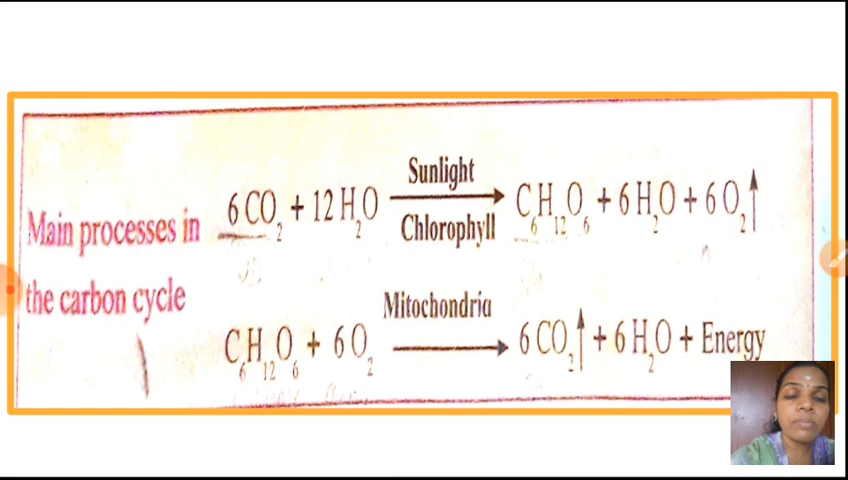 Sunlight
6CO₂ + 12H₂O → C₆H₁₂O₆ + 6H₂O + 6O₂↑
Chlorophyll
Main processes in
the carbon cycle
Mitochondria
C₆H₁₂O₆ + 6O₂ → 6CO₂↑ + 6H₂O + Energy